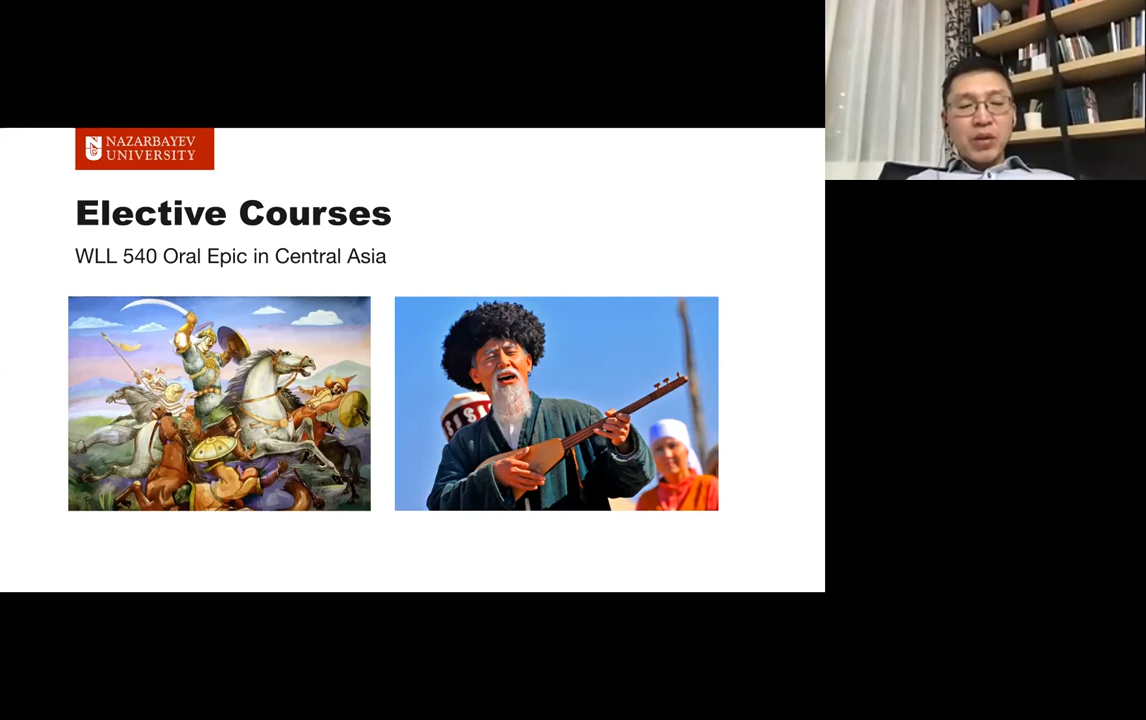 NAZARBAYEV
UNIVERSITY
Elective Courses
WLL 540 Oral Epic in Central Asia